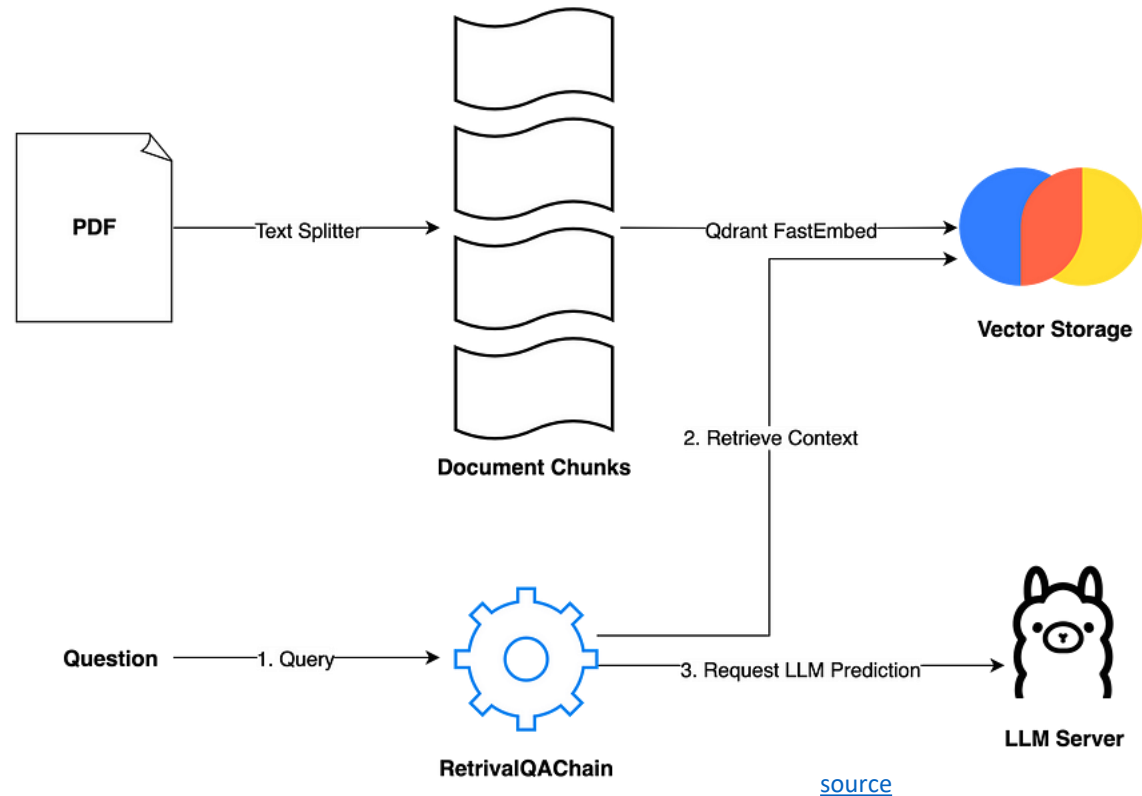 PDF
Text Splitter
Qdrant FastEmbed
Vector Storage
2. Retrieve Context
Document Chunks
Question
1. Query
3. Request LLM Prediction
LLM Server
RetrivalQAChain
source